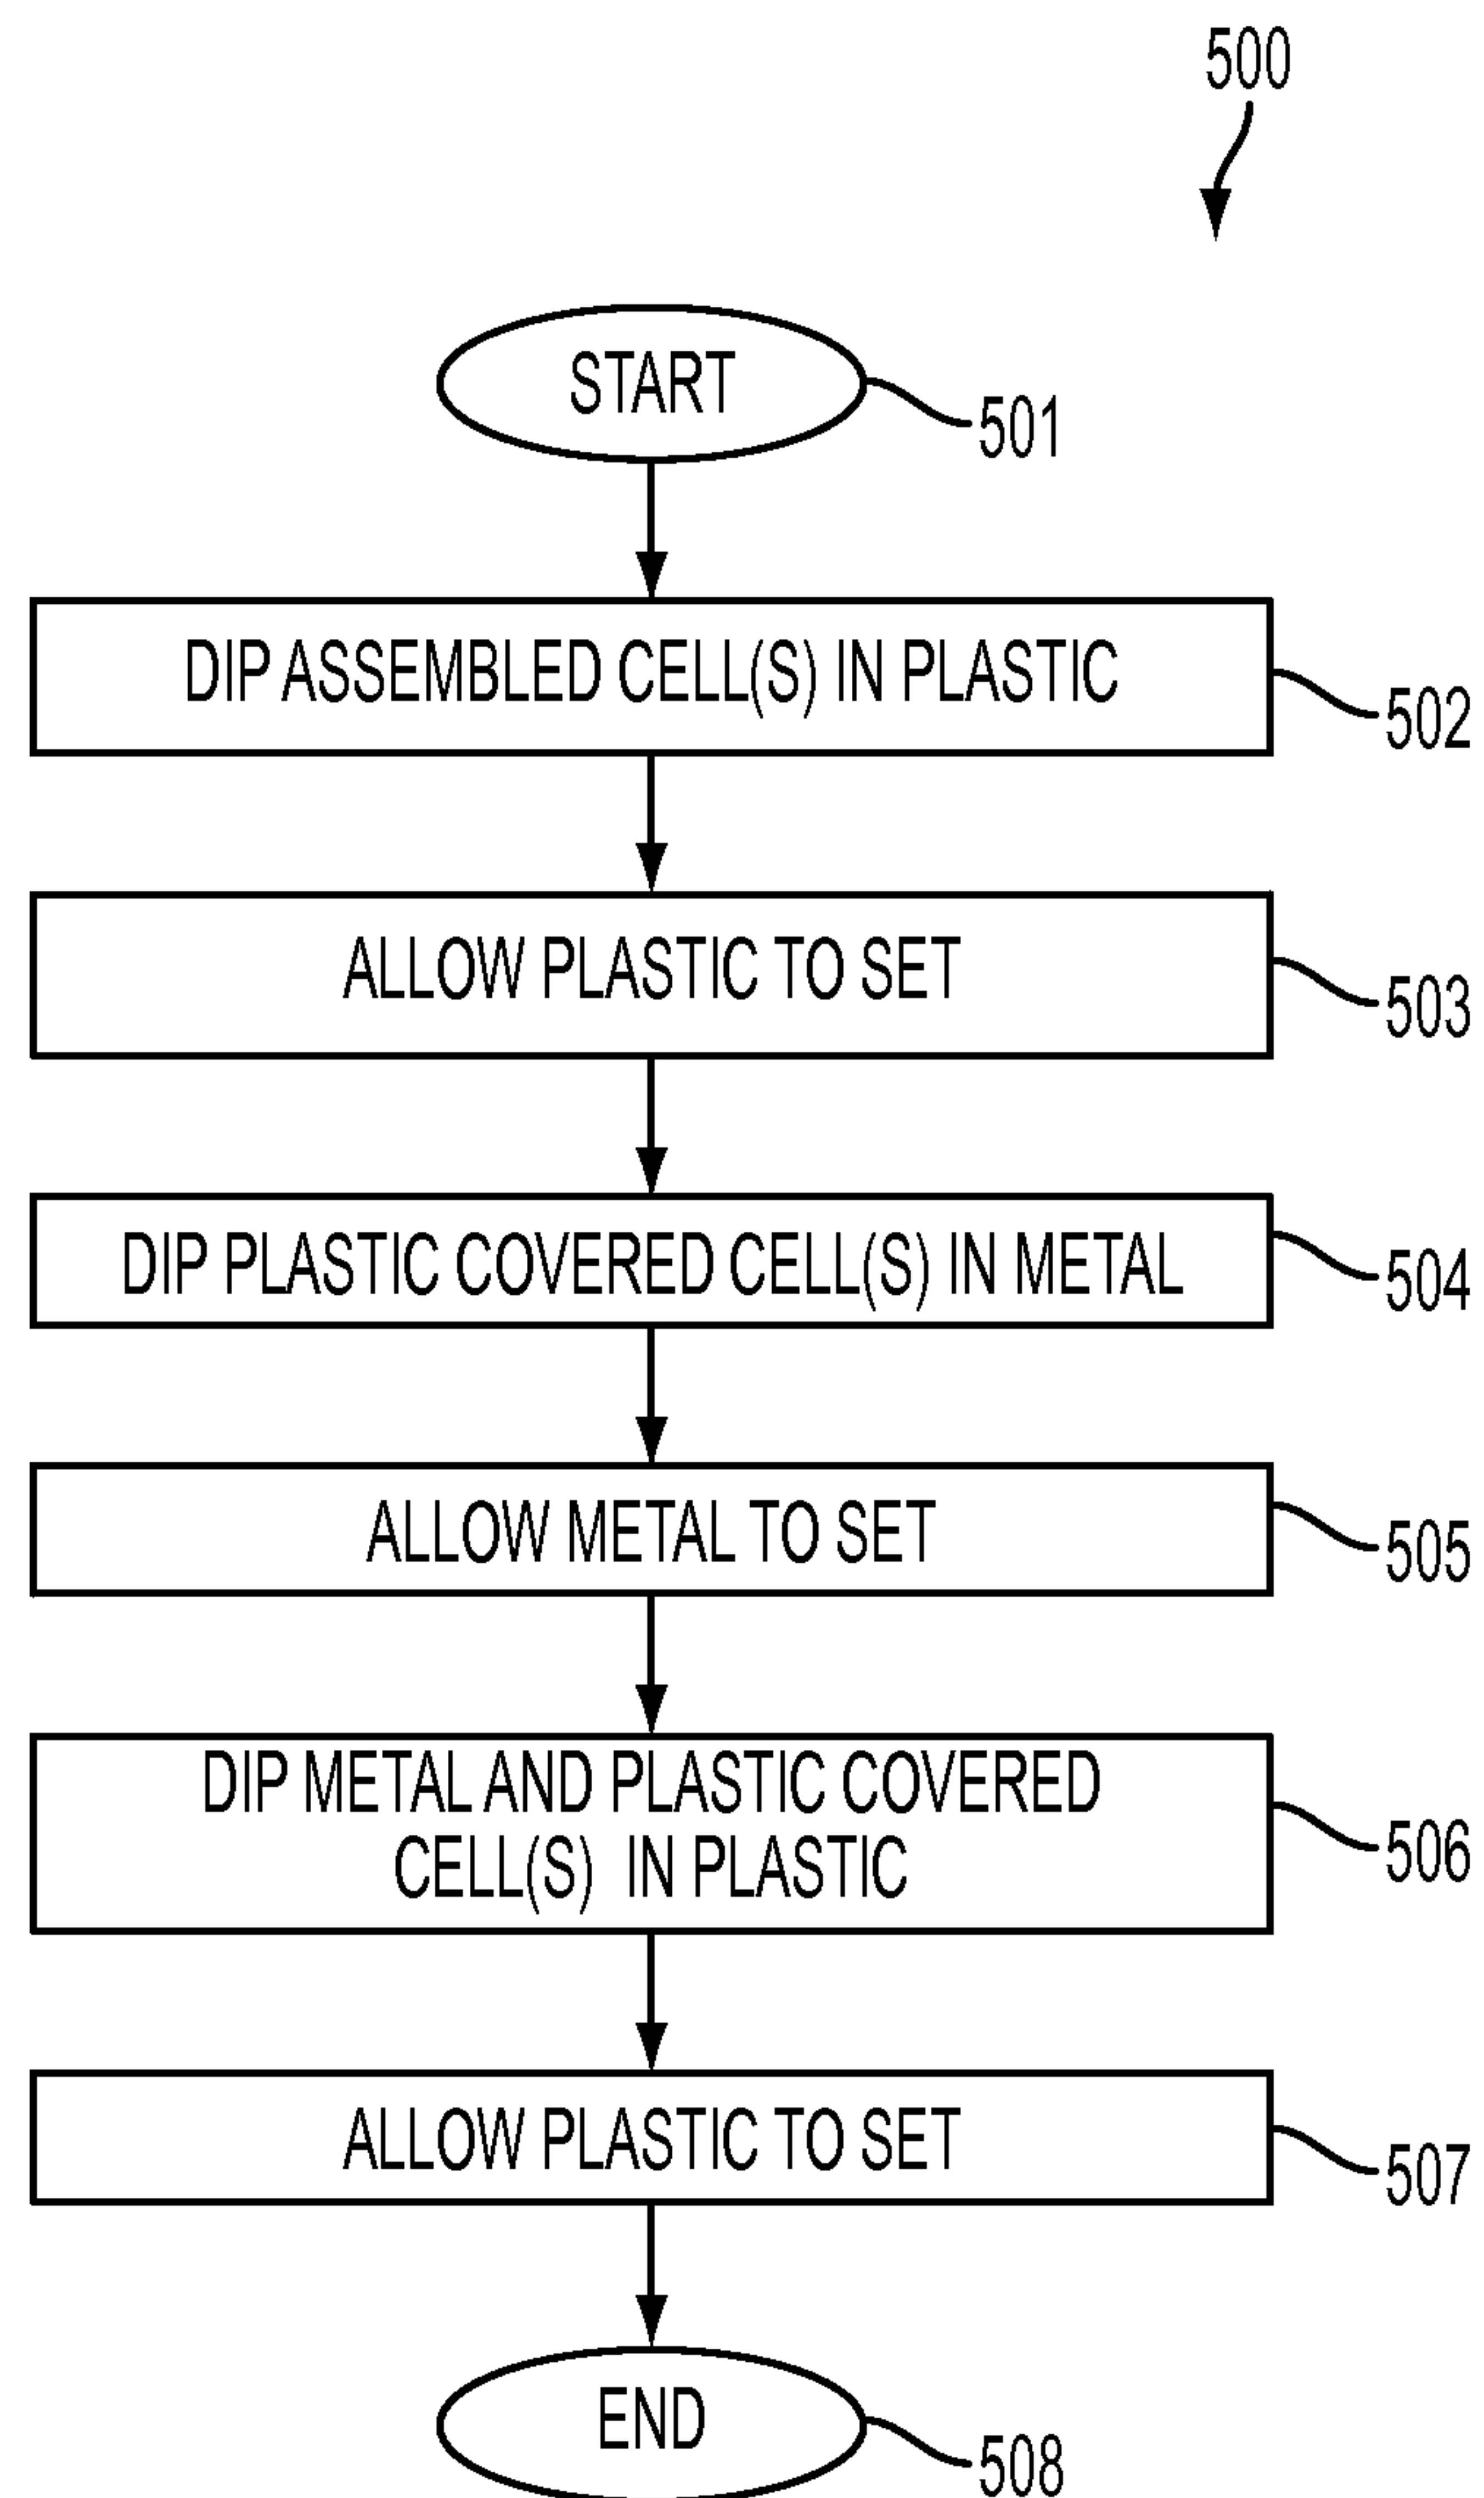 500
START
501
DIP ASSEMBLED CELL(S) IN PLASTIC
502
ALLOW PLASTIC TO SET
503
DIP PLASTIC COVERED CELL(S) IN METAL
504
ALLOW METAL TO SET
505
DIP METAL AND PLASTIC COVERED
CELL(S) IN PLASTIC
506
ALLOW PLASTIC TO SET
507
END
508